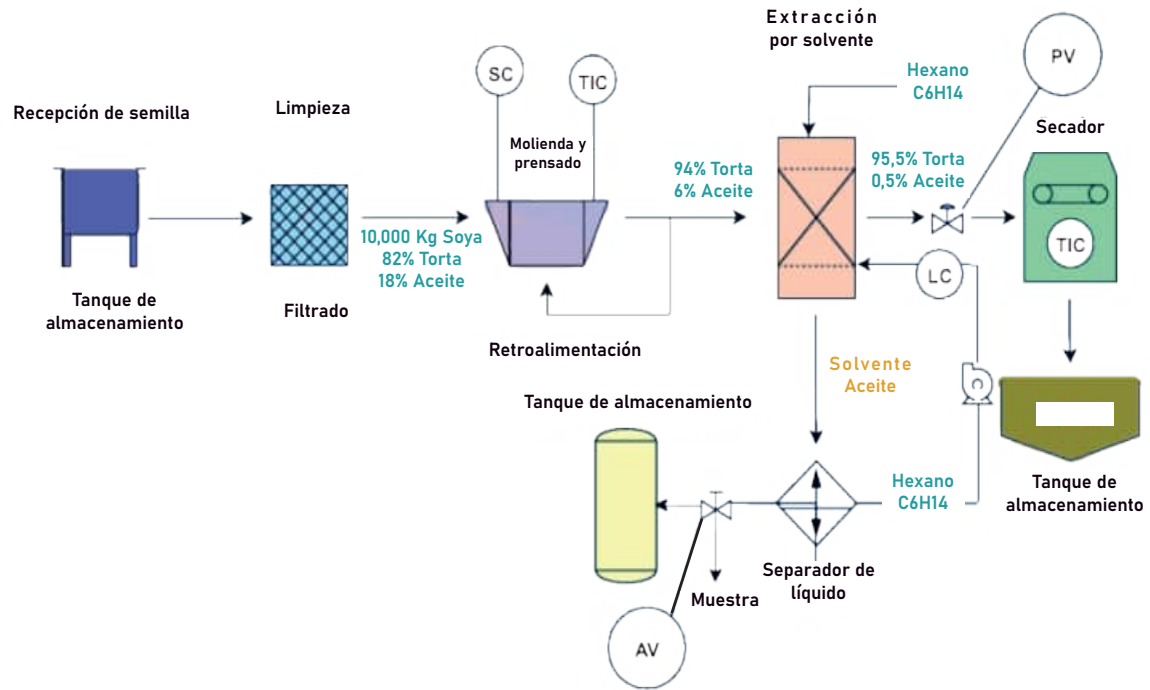 Recepción de semilla
Tanque de
almacenamiento
Limpieza
Filtrado
10,000 Kg Soya
82% Torta
18% Aceite
SC
TIC
Molienda y
prensado
Retroalimentación
94% Torta
6% Aceite
Extracción
por solvente
Hexano
C6H14
95,5% Torta
0,5% Aceite
PV
Secador
TIC
LC
C
Solvente
Aceite
Tanque de almacenamiento
Hexano
C6H14
Tanque de
almacenamiento
Separador de
líquido
Muestra
AV